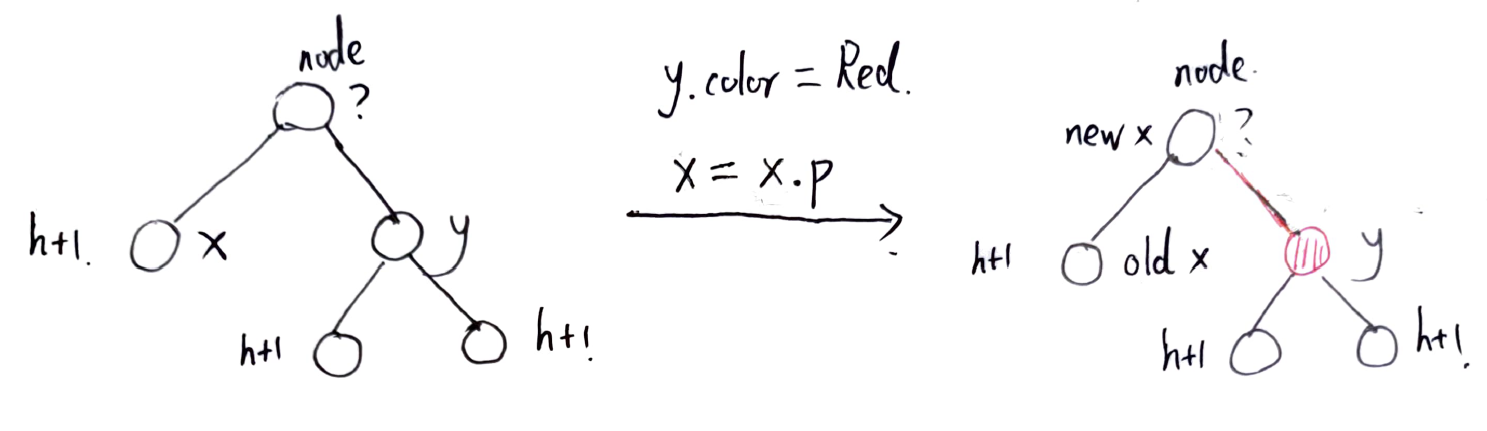 node
?
h+1.
x
y
h+1
h+1.
y.color = Red.
x = x.p
node.
new x
?
h+1
old x
y
h+1
h+1.